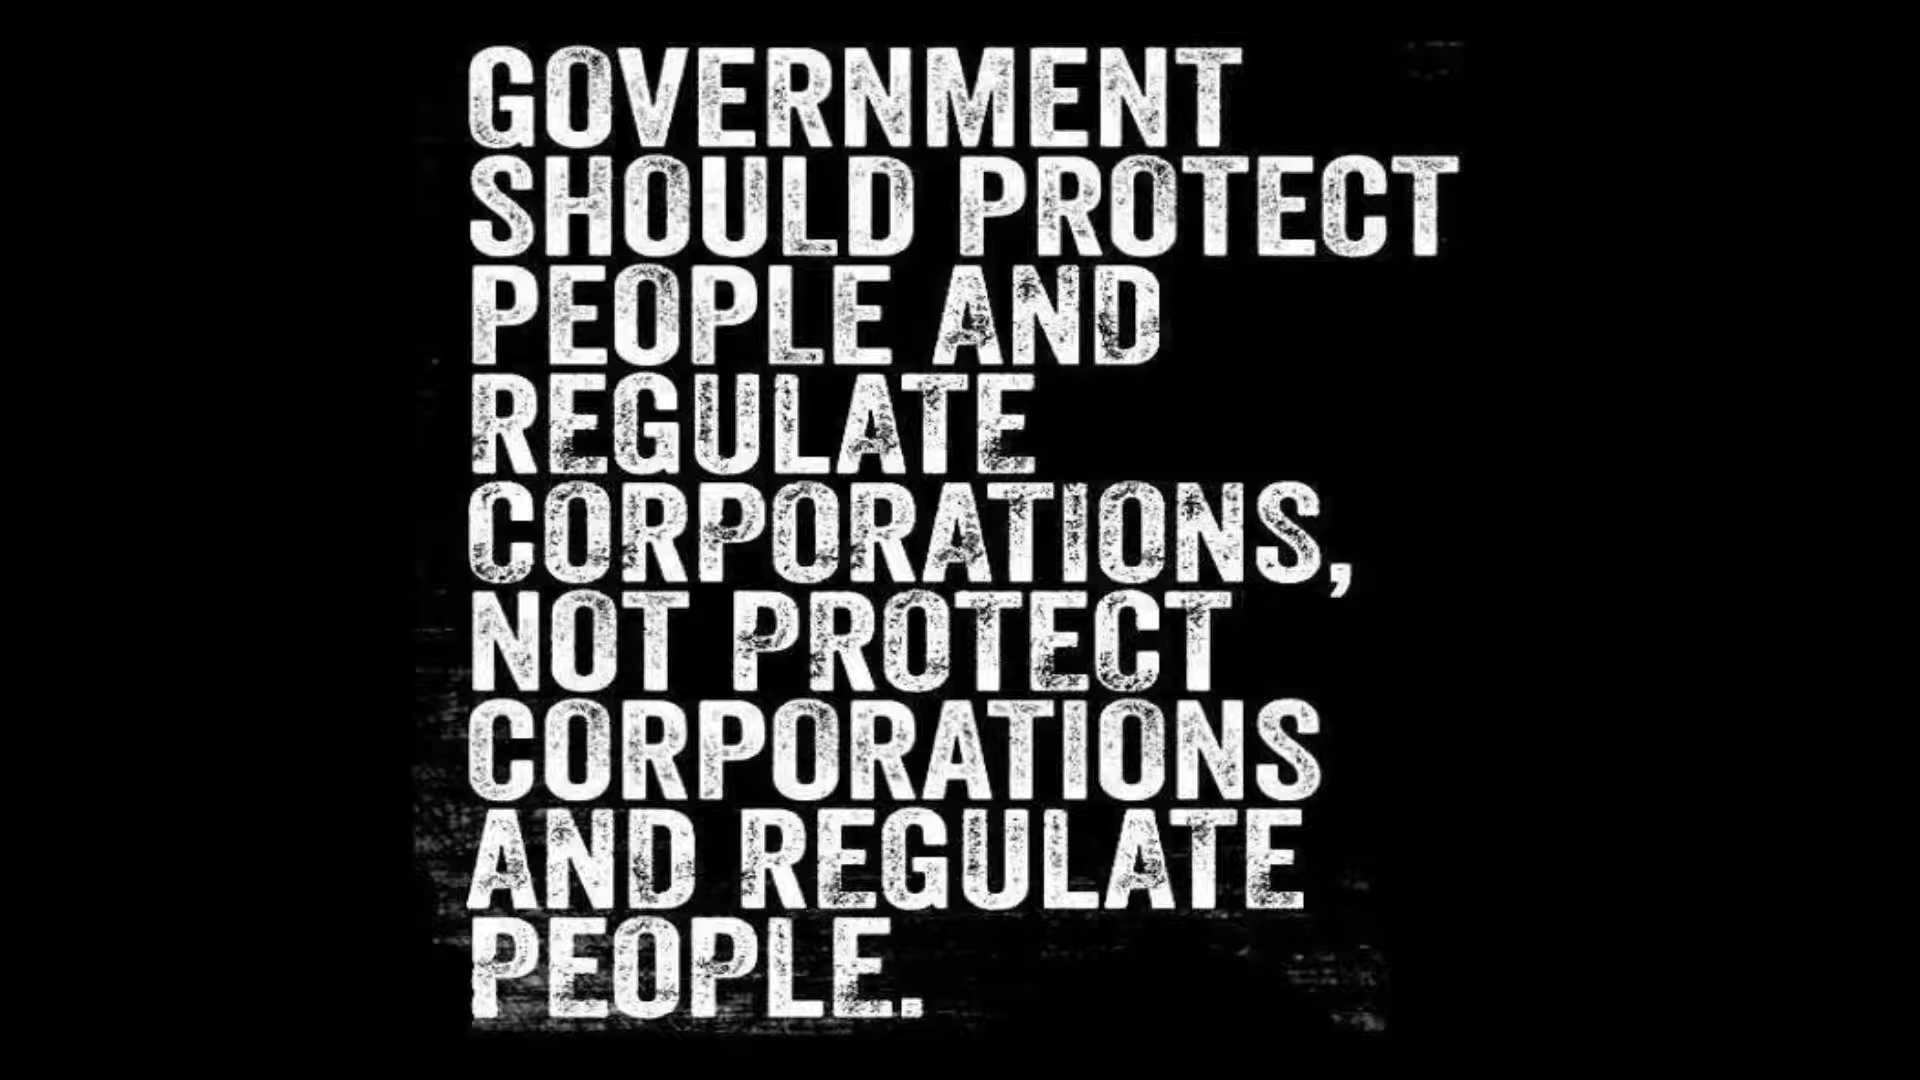 GOVERNMENT
SHOULD PROTECT
PEOPLE AND
REGULATE
CORPORATIONS,
NOT PROTECT
CORPORATIONS
AND REGULATE
PEOPLE.